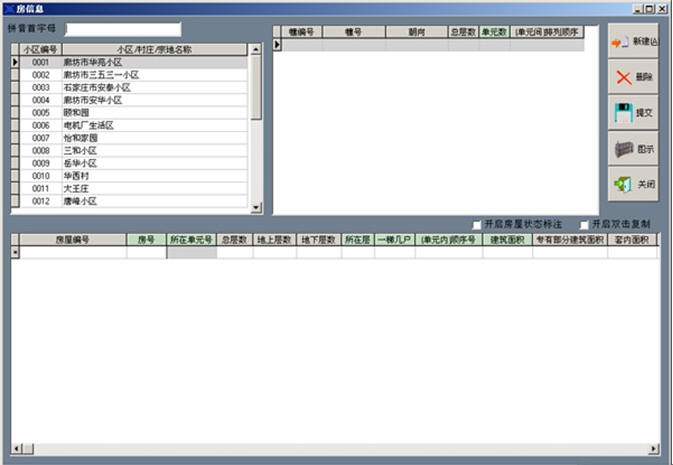 房信息
拼音首字母
小区编号 小区/村庄/宗地名称
0001 廊坊市华苑小区
0002 廊坊市三五三一小区
0003 石家庄市安泰小区
0004 廊坊市安华小区
0005 颐和园
0006 电机厂生活区
0007 怡和家园
0008 三和小区
0009 岳华小区
0010 华西村
0011 大王庄
0012 唐峰小区
幢编号 幢号 朝向 总层数 单元数 (单元间)排列顺序
新建(A)
删除
提交
图示
关闭
开启房屋状态标注 开启双击复制
房屋编号 房号 所在单元号 总层数 地上层数 地下层数 所在层 一梯几户 (单元内)顺序号 建筑面积 专有部分建筑面积 套内面积